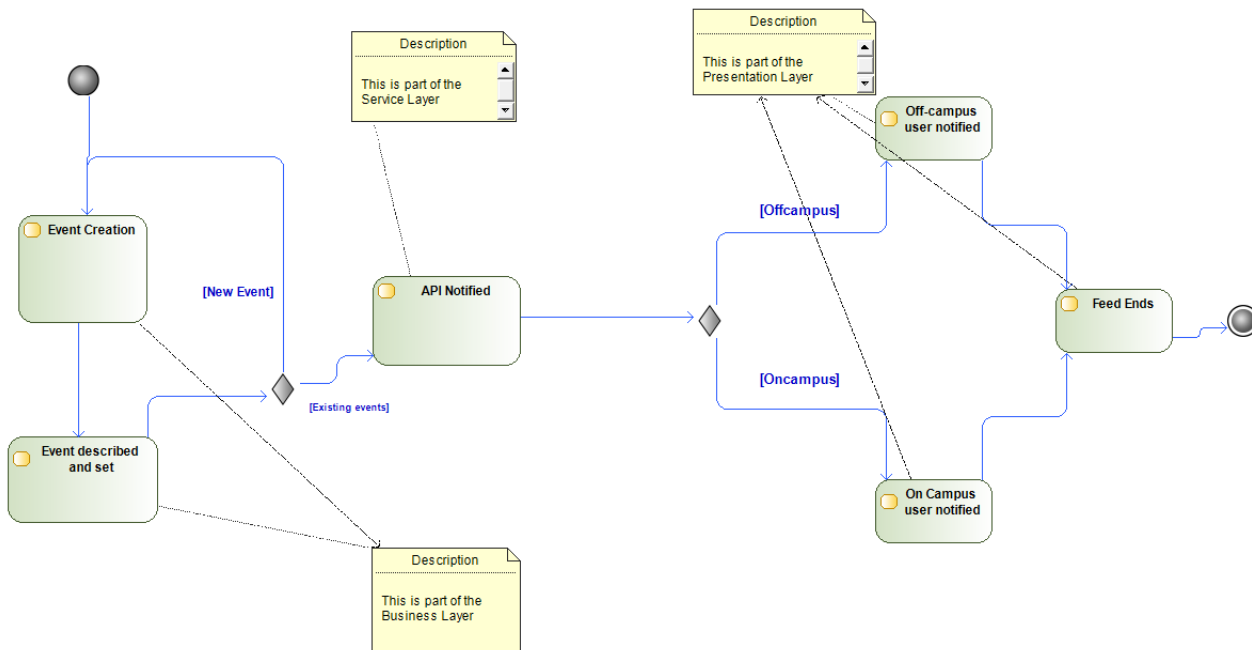 Description
This is part of the
Service Layer
Description
This is part of the
Presentation Layer
Off-campus
user notified
[Offcampus]
Event Creation
[New Event]
API Notified
Feed Ends
[Oncampus]
[Existing events]
Event described
and set
On Campus
user notified
Description
This is part of the
Business Layer